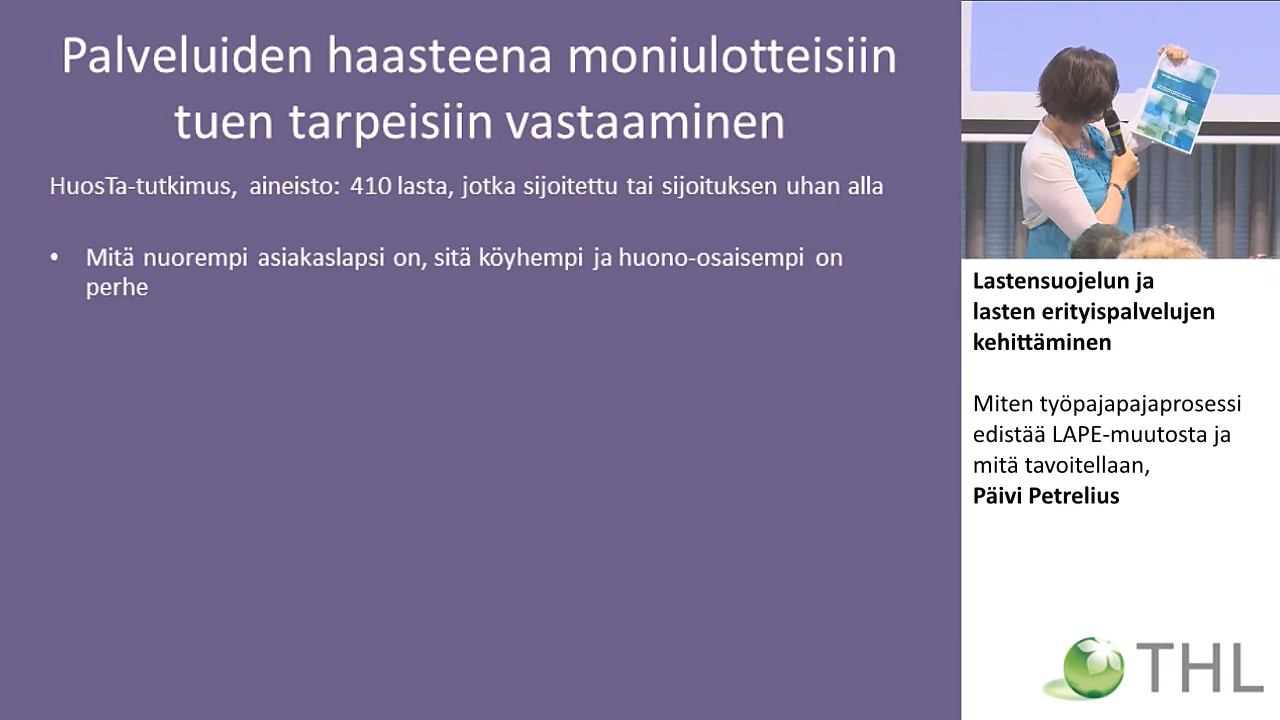 Palveluiden haasteena moniulotteisiin
tuen tarpeisiin vastaaminen
HuosTa-tutkimus, aineisto: 410 lasta, jotka sijoitettu tai sijoituksen uhan alla
• Mitä nuorempi asiakaslapsi on, sitä köyhempi ja huono-osaisempi on
perhe
Lastensuojelun ja
lasten erityispalvelujen
kehittäminen
Miten työpajapajaprosessi
edistää LAPE-muutosta ja
mitä tavoitellaan,
Päivi Petrelius
THL